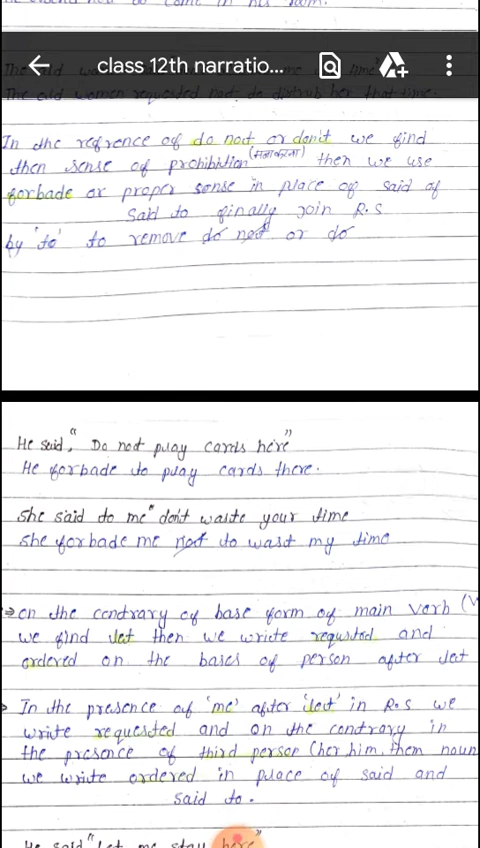 class 12th narratio...
The old women requested not to distrub her that time.
In the refrence of do not or don't we find
then sense of prohibition (मना करना) then we use
forbade or proper sense in place of said of
Said to finally join R.S
by 'to' to remove do not or do
He said, "Do not play cards here"
He forbade to play cards there.
She said to me "don't waste your time
She forbade me not to wast my time
⇒ on the contrary of base form of main Verb (V
we find let then we write requsted and
ordered on the bases of person after let
In the presence of 'me' after 'let' in R.S we
write requested and on the contrary in
the presence of third person (her, him, them noun
we write ordered in place of said and
Said to.
He said "Let me stay here"